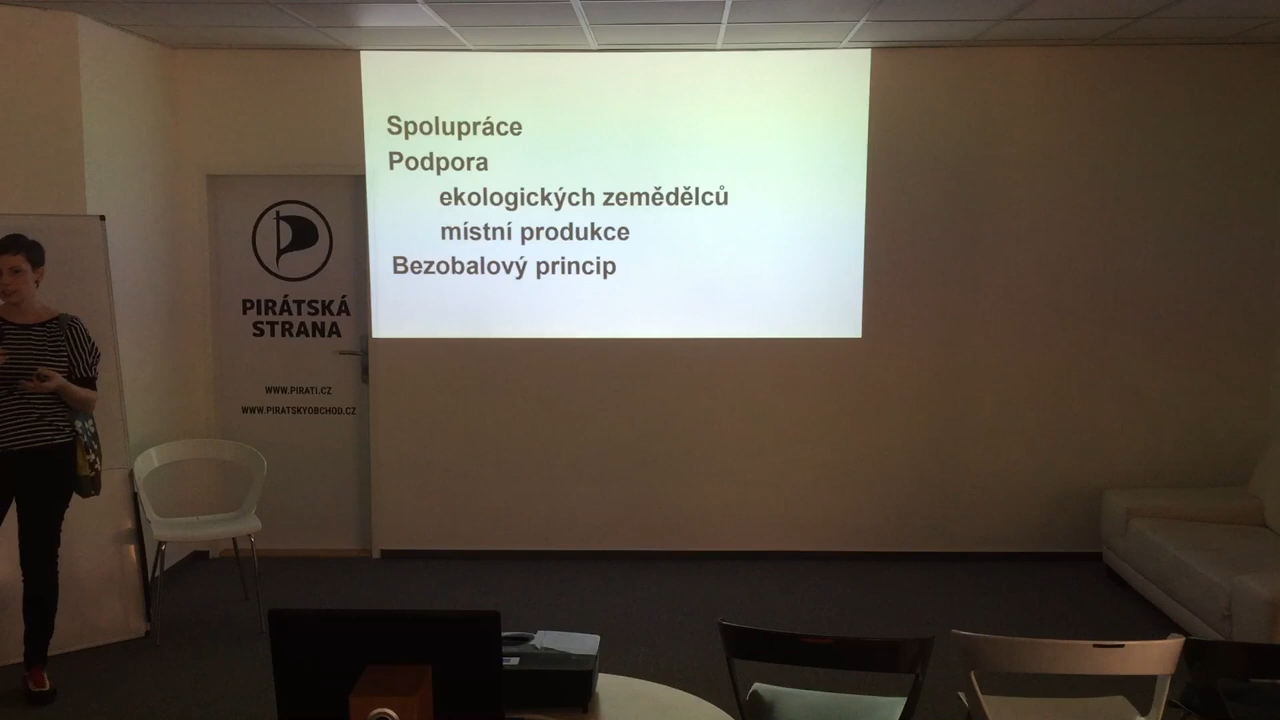 Spolupráce
Podpora
ekologických zemědělců
místní produkce
Bezobalový princip
PIRÁTSKÁ
STRANA
WWW.PIRATI.CZ
WWW.PIRATSKYOBCHOD.CZ